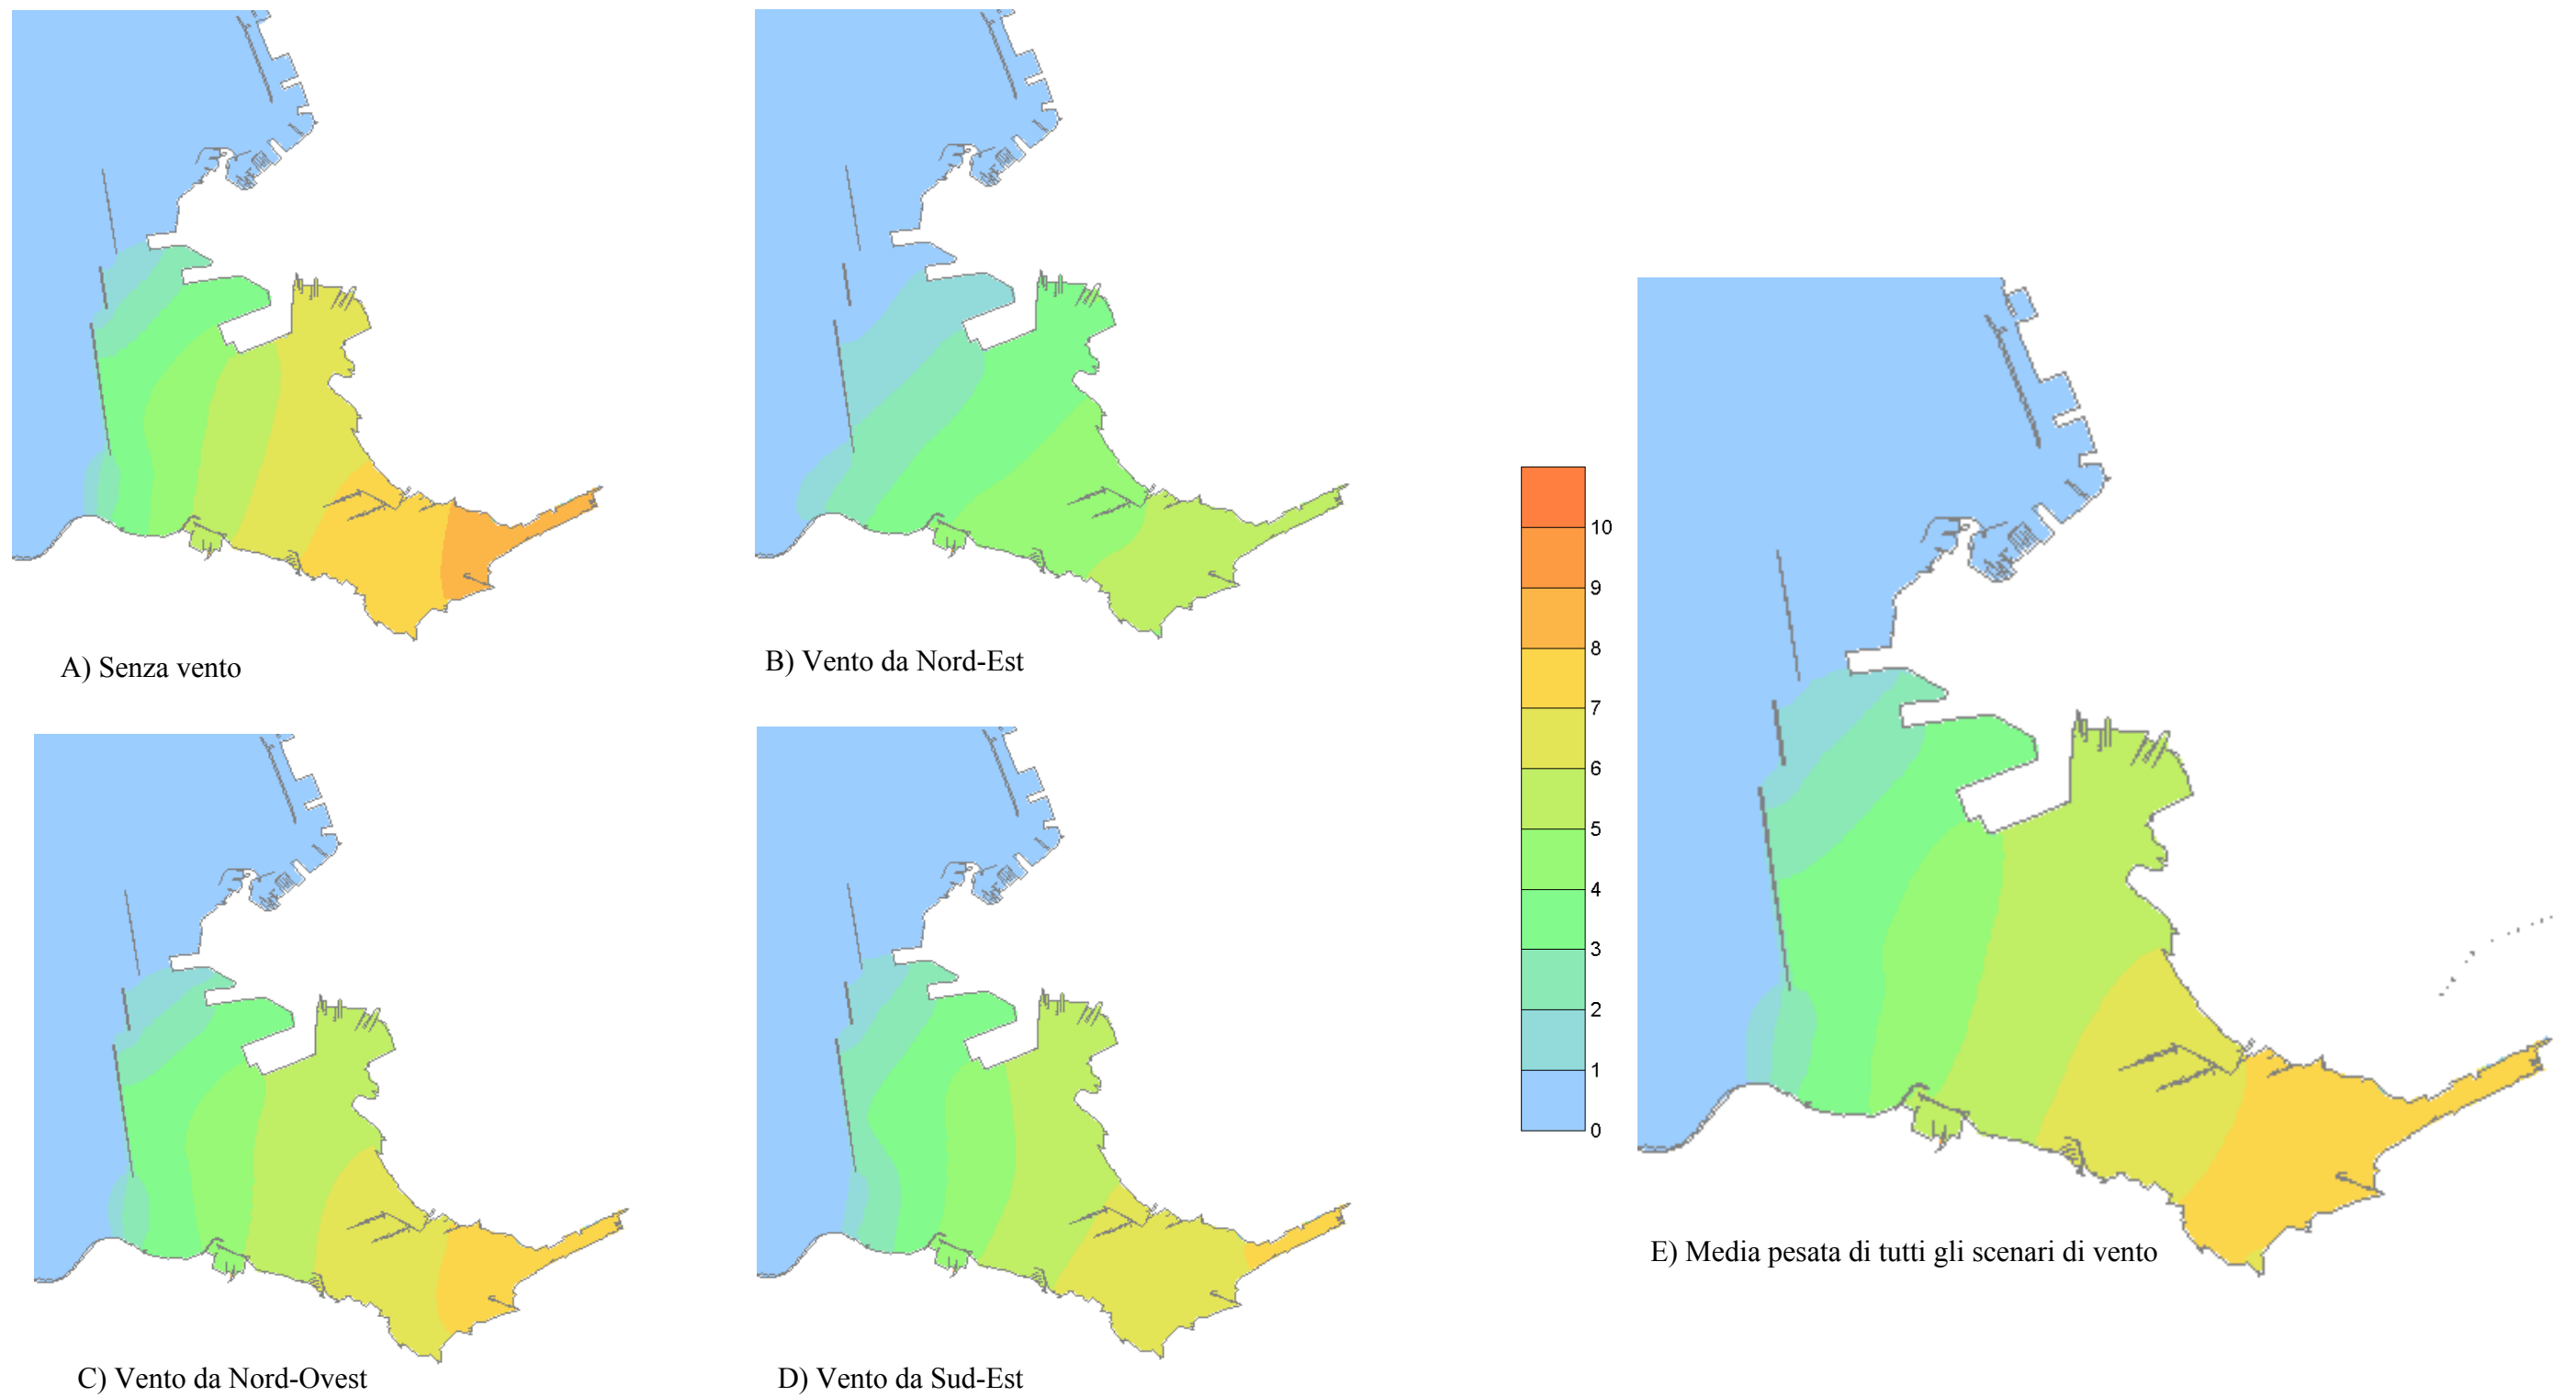 A) Senza vento
B) Vento da Nord-Est
10
9
8
7
6
5
4
3
2
1
0
E) Media pesata di tutti gli scenari di vento
C) Vento da Nord-Ovest
D) Vento da Sud-Est